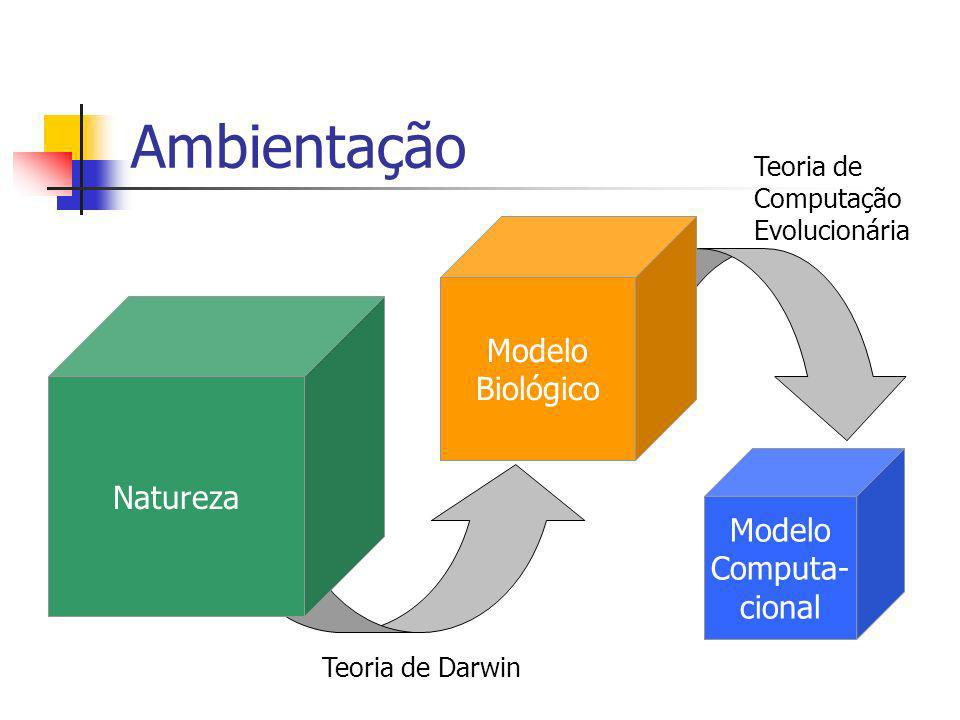 Ambientação
Teoria de
Computação
Evolucionária
Modelo
Biológico
Natureza
Modelo
Computa-
cional
Teoria de Darwin